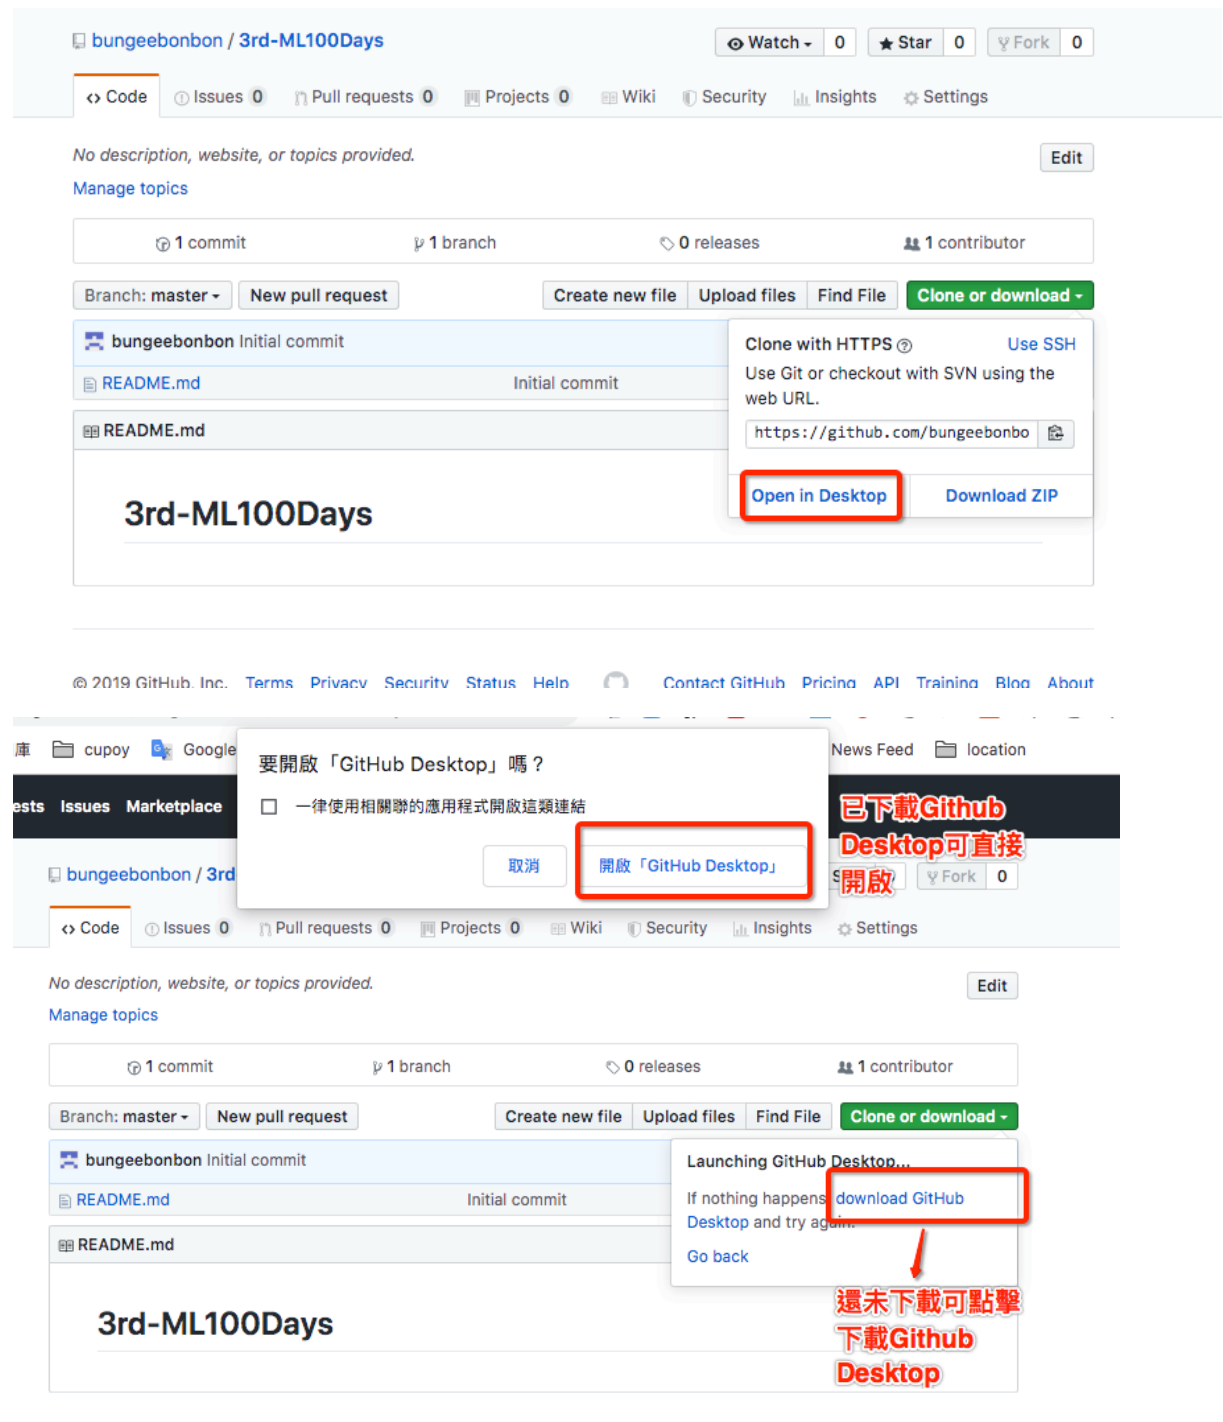 bungeebonbon / 3rd-ML100Days
Watch 0 Star 0 Fork 0
Code Issues 0 Pull requests 0 Projects 0 Wiki Security Insights Settings
No description, website, or topics provided. Edit
Manage topics
1 commit 1 branch 0 releases 1 contributor
Branch: master New pull request Create new file Upload files Find File Clone or download
bungeebonbon Initial commit
README.md Initial commit
README.md
Clone with HTTPS Use SSH
Use Git or checkout with SVN using the
web URL.
https://github.com/bungeebonbo
Open in Desktop Download ZIP
3rd-ML100Days
© 2019 GitHub, Inc. Terms Privacy Security Status Help Contact GitHub Pricing API Training Blog About
庫 cupoy Google News Feed location
要開啟「GitHub Desktop」嗎？
一律使用相關聯的應用程式開啟這類連結
取消 開啟「GitHub Desktop」
ests Issues Marketplace
已下載Github
Desktop可直接
開啟
bungeebonbon / 3rd Fork 0
Code Issues 0 Pull requests 0 Projects 0 Wiki Security Insights Settings
No description, website, or topics provided. Edit
Manage topics
1 commit 1 branch 0 releases 1 contributor
Branch: master New pull request Create new file Upload files Find File Clone or download
bungeebonbon Initial commit
README.md Initial commit
README.md
Launching GitHub Desktop...
If nothing happens, download GitHub
Desktop and try again.
Go back
還未下載可點擊
下載Github
Desktop
3rd-ML100Days